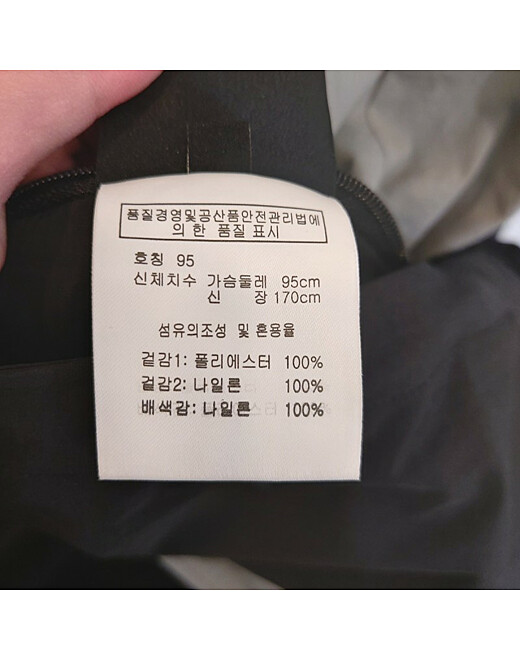 품질경영및공산품안전관리법에
의 한 품질 표시
호칭 95
신체치수 가슴둘레 95cm
신 장 170cm
섬유의조성 및 혼용율
겉감1: 폴리에스터 100%
겉감2: 나일론 100%
배색감: 나일론 100%